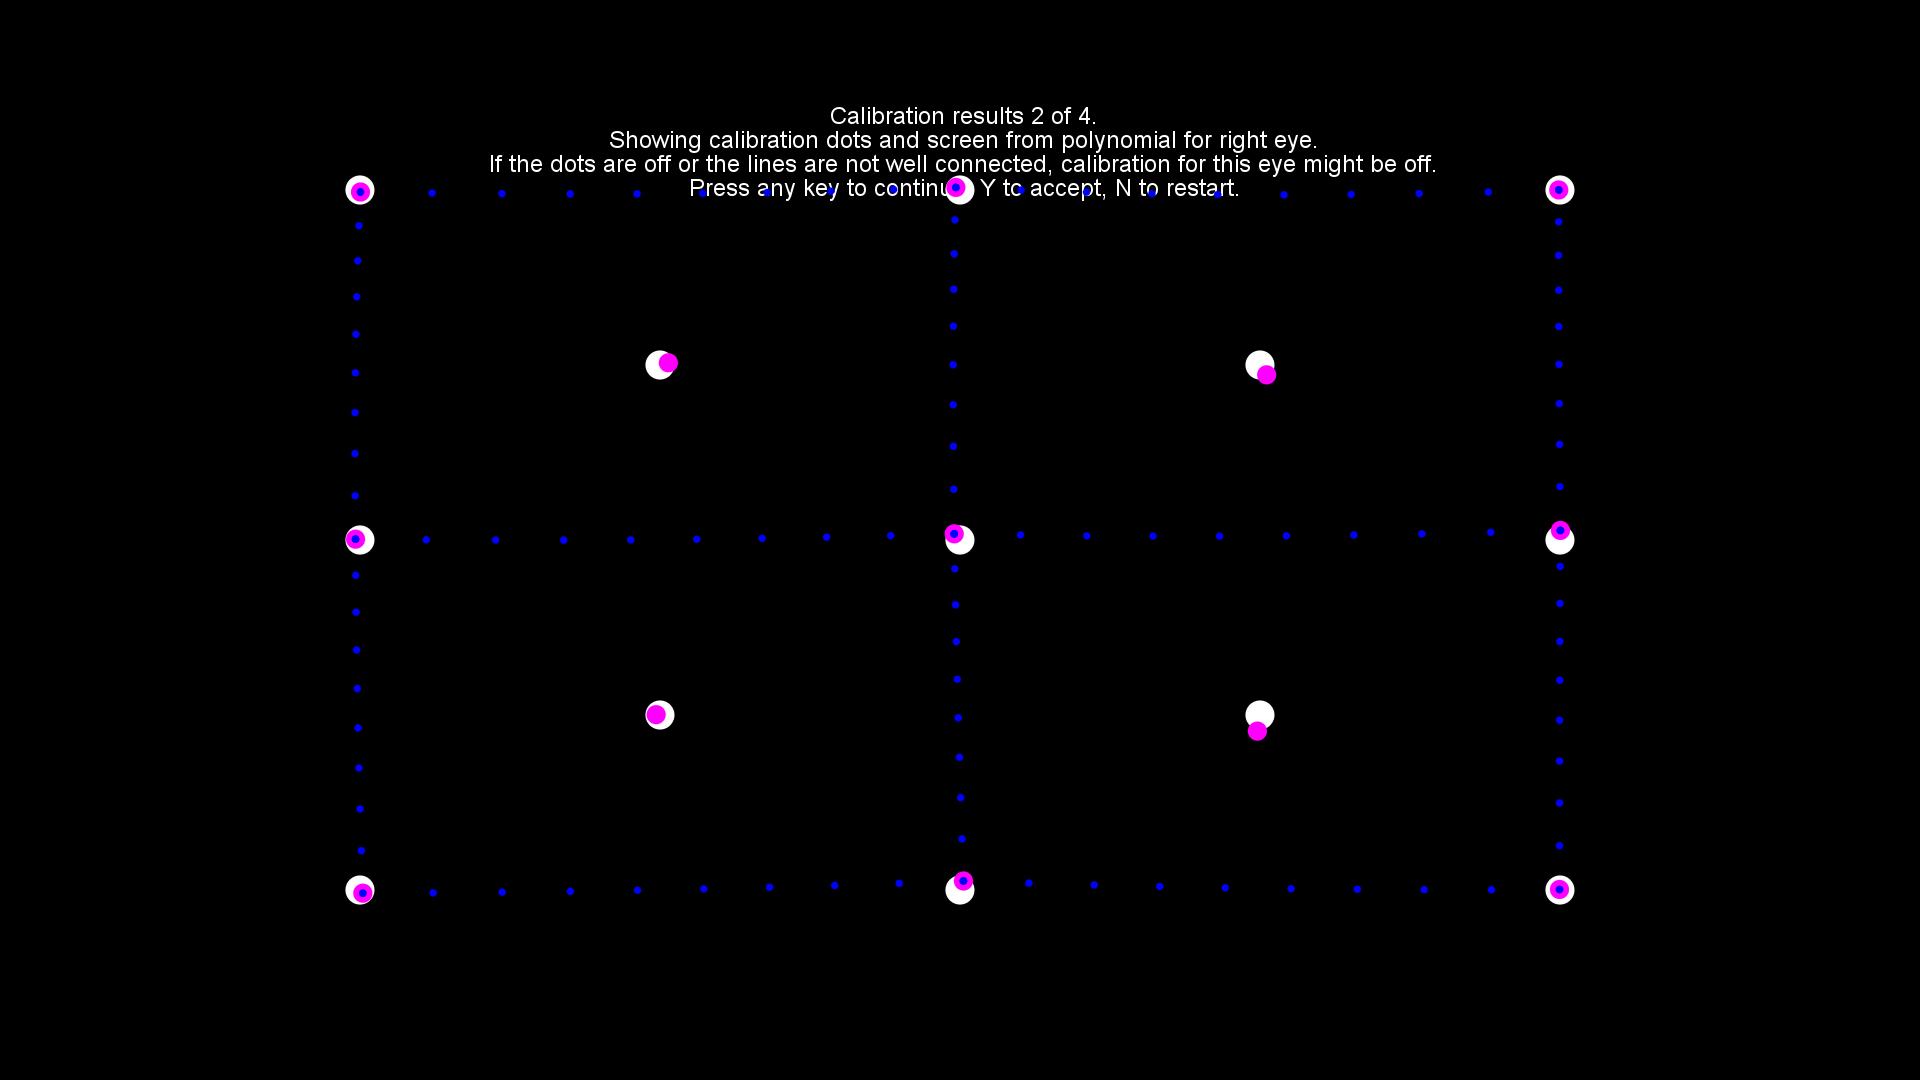 Calibration results 2 of 4.
Showing calibration dots and screen from polynomial for right eye.
If the dots are off or the lines are not well connected, calibration for this eye might be off.
Press any key to continu Y to accept, N to restart.